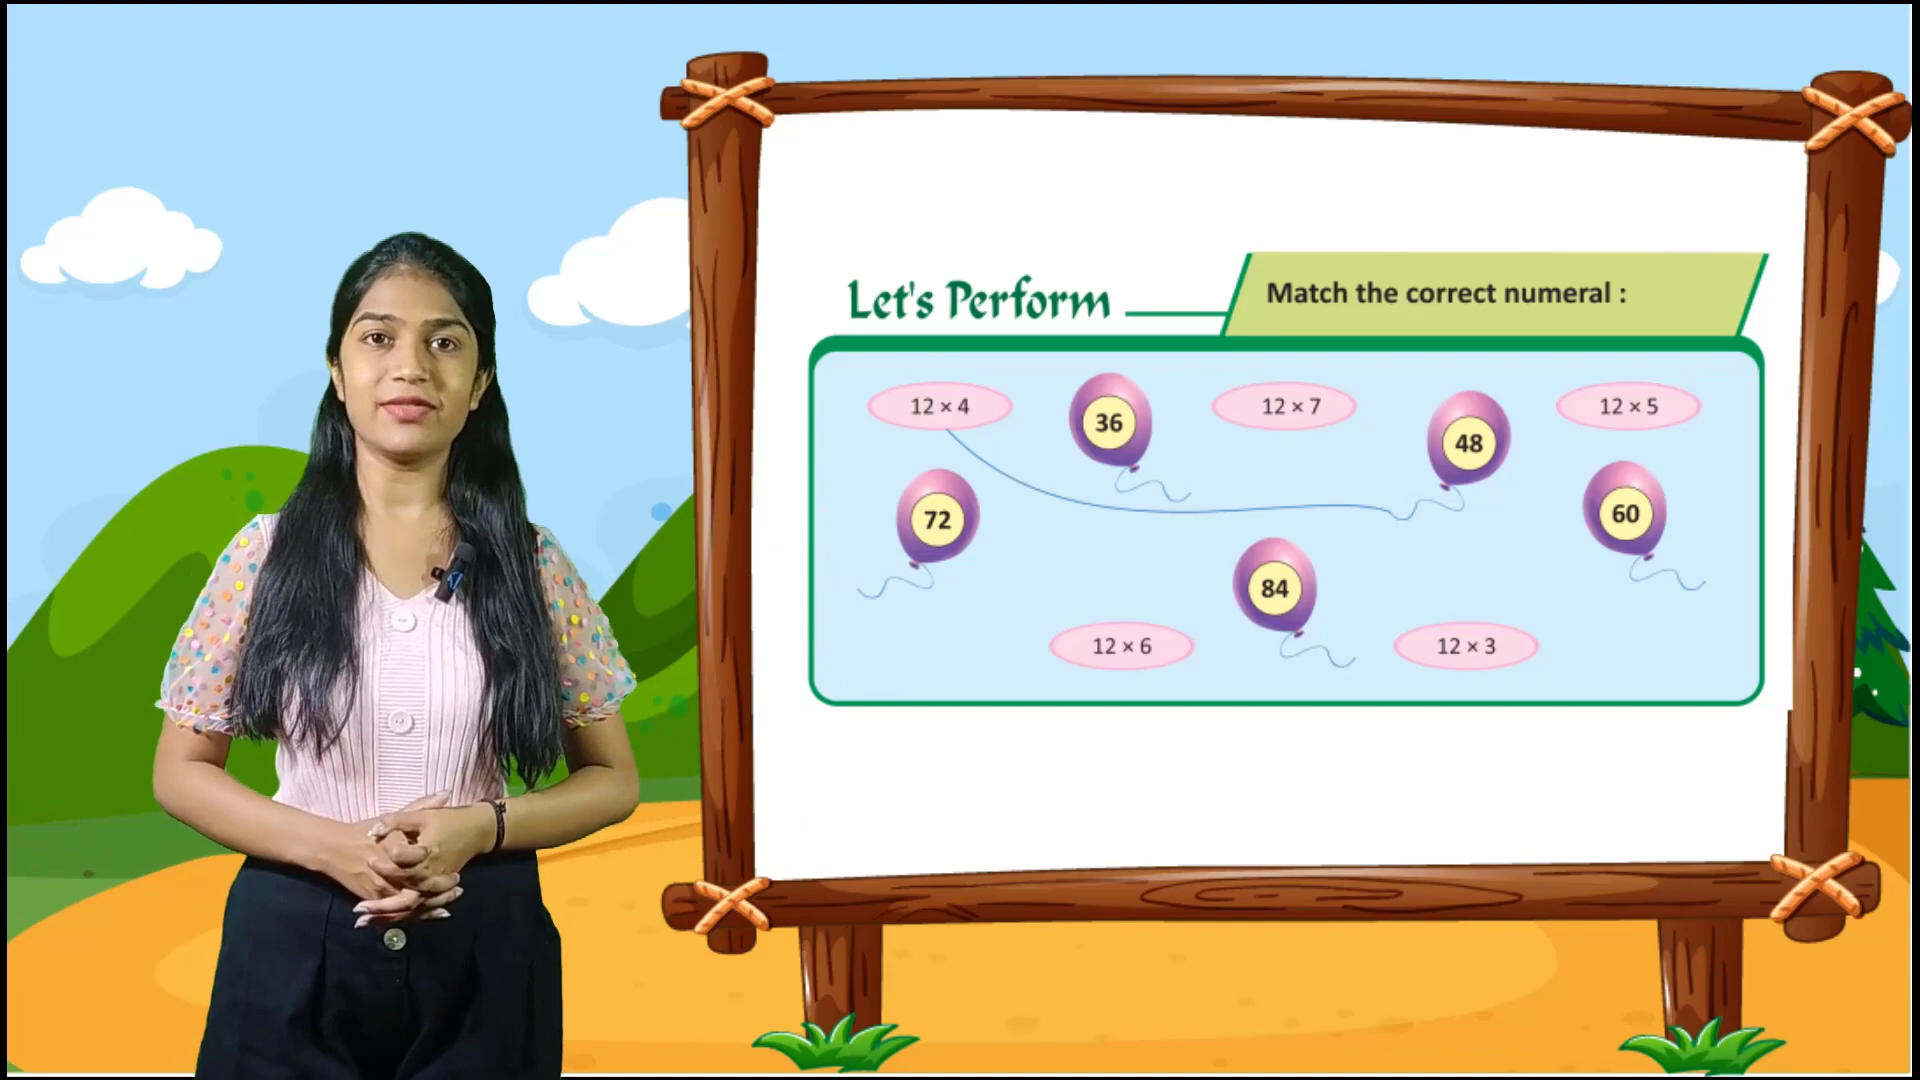 Let's Perform
Match the correct numeral :
12 × 4
36
12 × 7
48
12 × 5
72
60
84
12 × 6
12 × 3